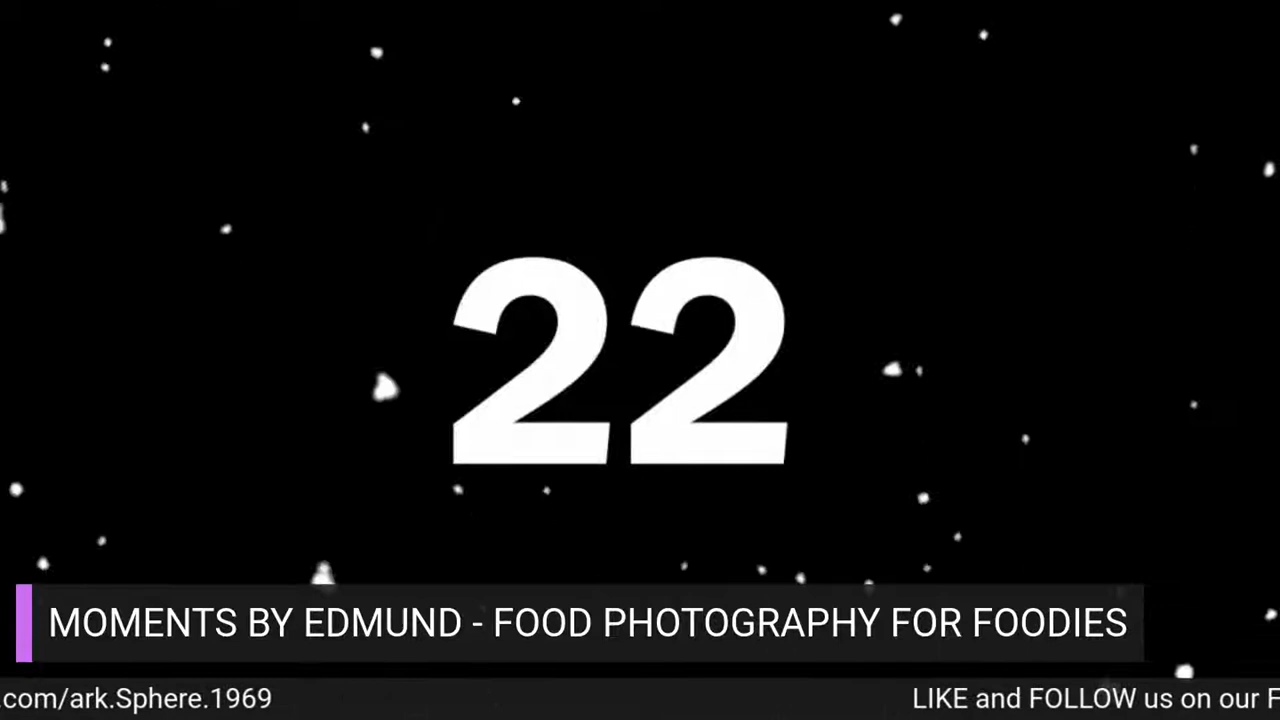 22
MOMENTS BY EDMUND - FOOD PHOTOGRAPHY FOR FOODIES
.com/ark.Sphere.1969 LIKE and FOLLOW us on our F